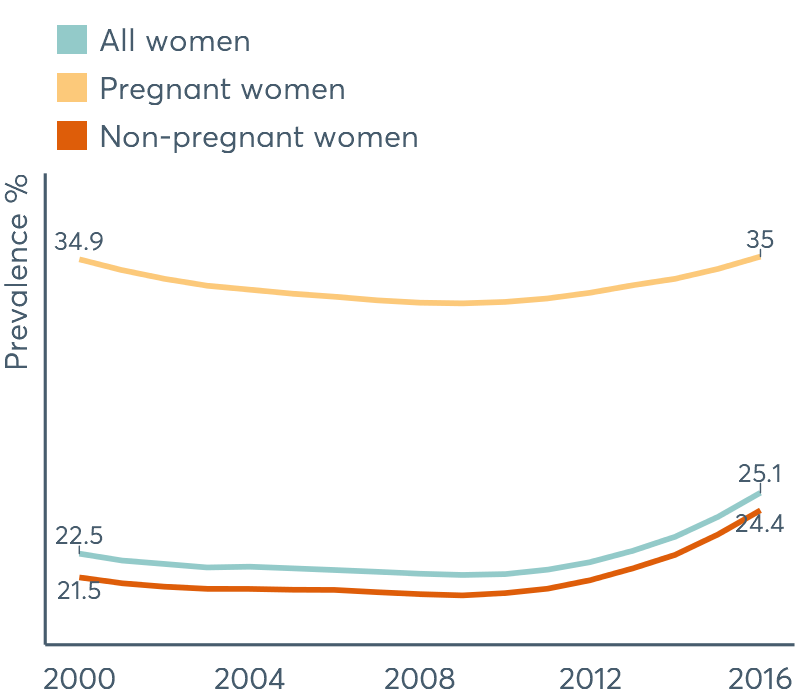 All women
Pregnant women
Non-pregnant women
Prevalence %
34.9
35
25.1
24.4
22.5
21.5
2000 2004 2008 2012 2016